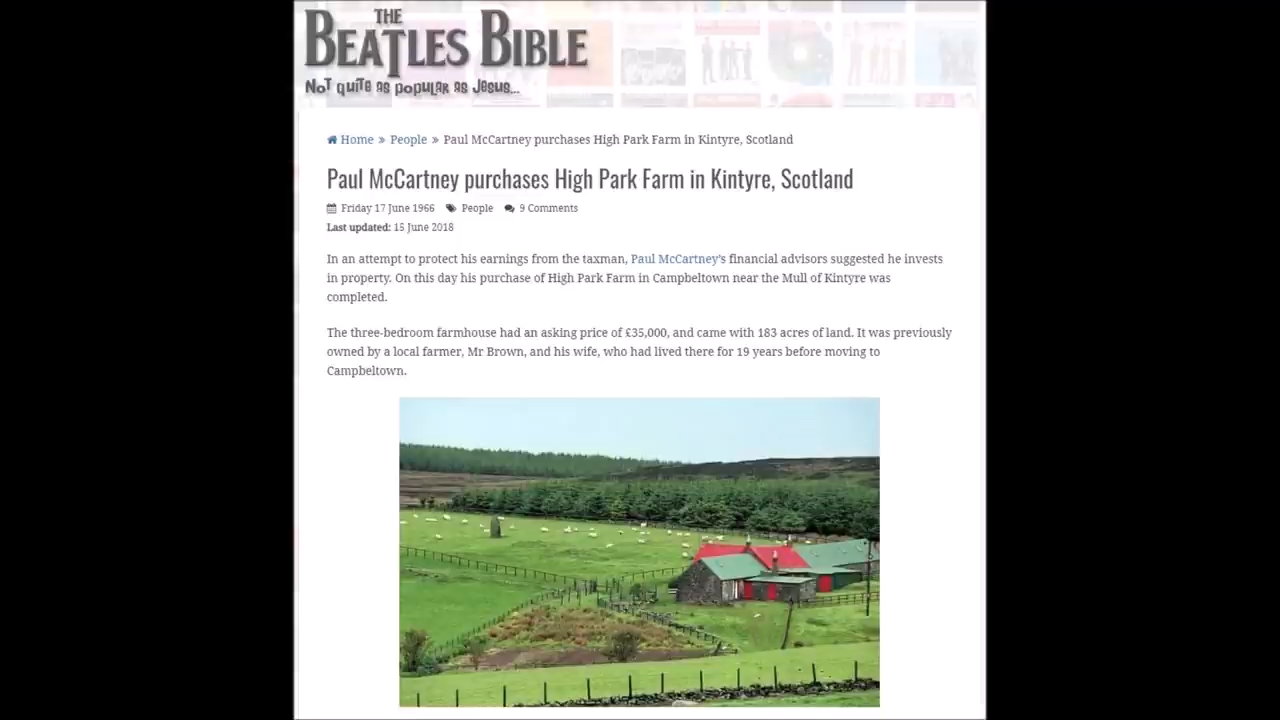 THE
BEATLES BIBLE
NOT QUITE AS POPULAR AS JESUS...
Home » People » Paul McCartney purchases High Park Farm in Kintyre, Scotland
Paul McCartney purchases High Park Farm in Kintyre, Scotland
Friday 17 June 1966 People 9 Comments
Last updated: 15 June 2018
In an attempt to protect his earnings from the taxman, Paul McCartney's financial advisors suggested he invests
in property. On this day his purchase of High Park Farm in Campbeltown near the Mull of Kintyre was
completed.
The three-bedroom farmhouse had an asking price of £35,000, and came with 183 acres of land. It was previously
owned by a local farmer, Mr Brown, and his wife, who had lived there for 19 years before moving to
Campbeltown.